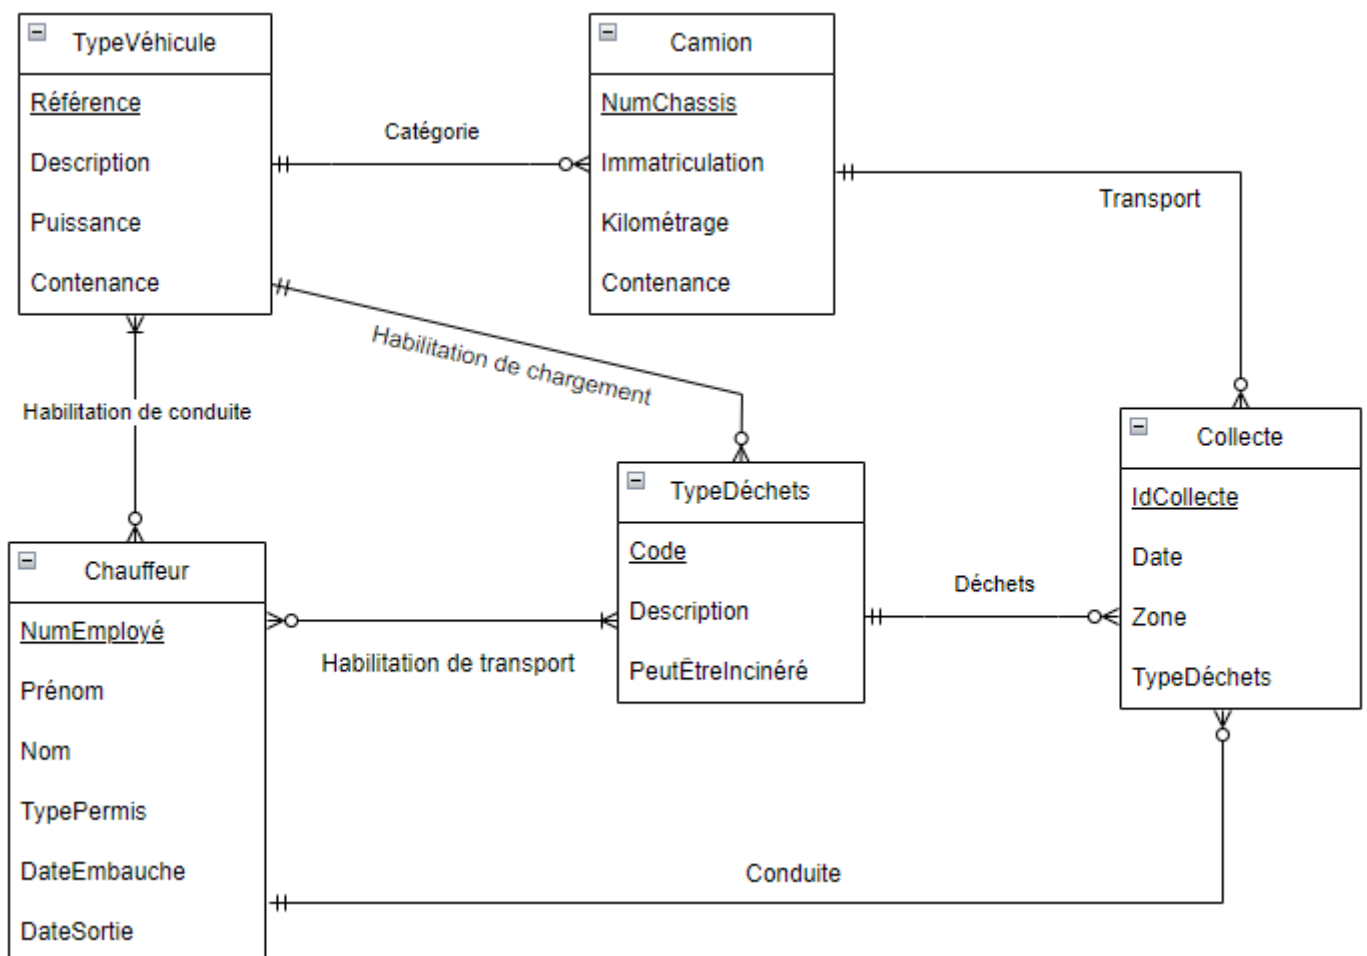 TypeVéhicule
Référence
Description
Puissance
Contenance
Catégorie
Camion
NumChassis
Immatriculation
Kilométrage
Contenance
Transport
Habilitation de chargement
Habilitation de conduite
Collecte
IdCollecte
Date
Zone
TypeDéchets
TypeDéchets
Code
Description
PeutÊtreIncinéré
Déchets
Chauffeur
NumEmployé
Prénom
Nom
TypePermis
DateEmbauche
DateSortie
Habilitation de transport
Conduite